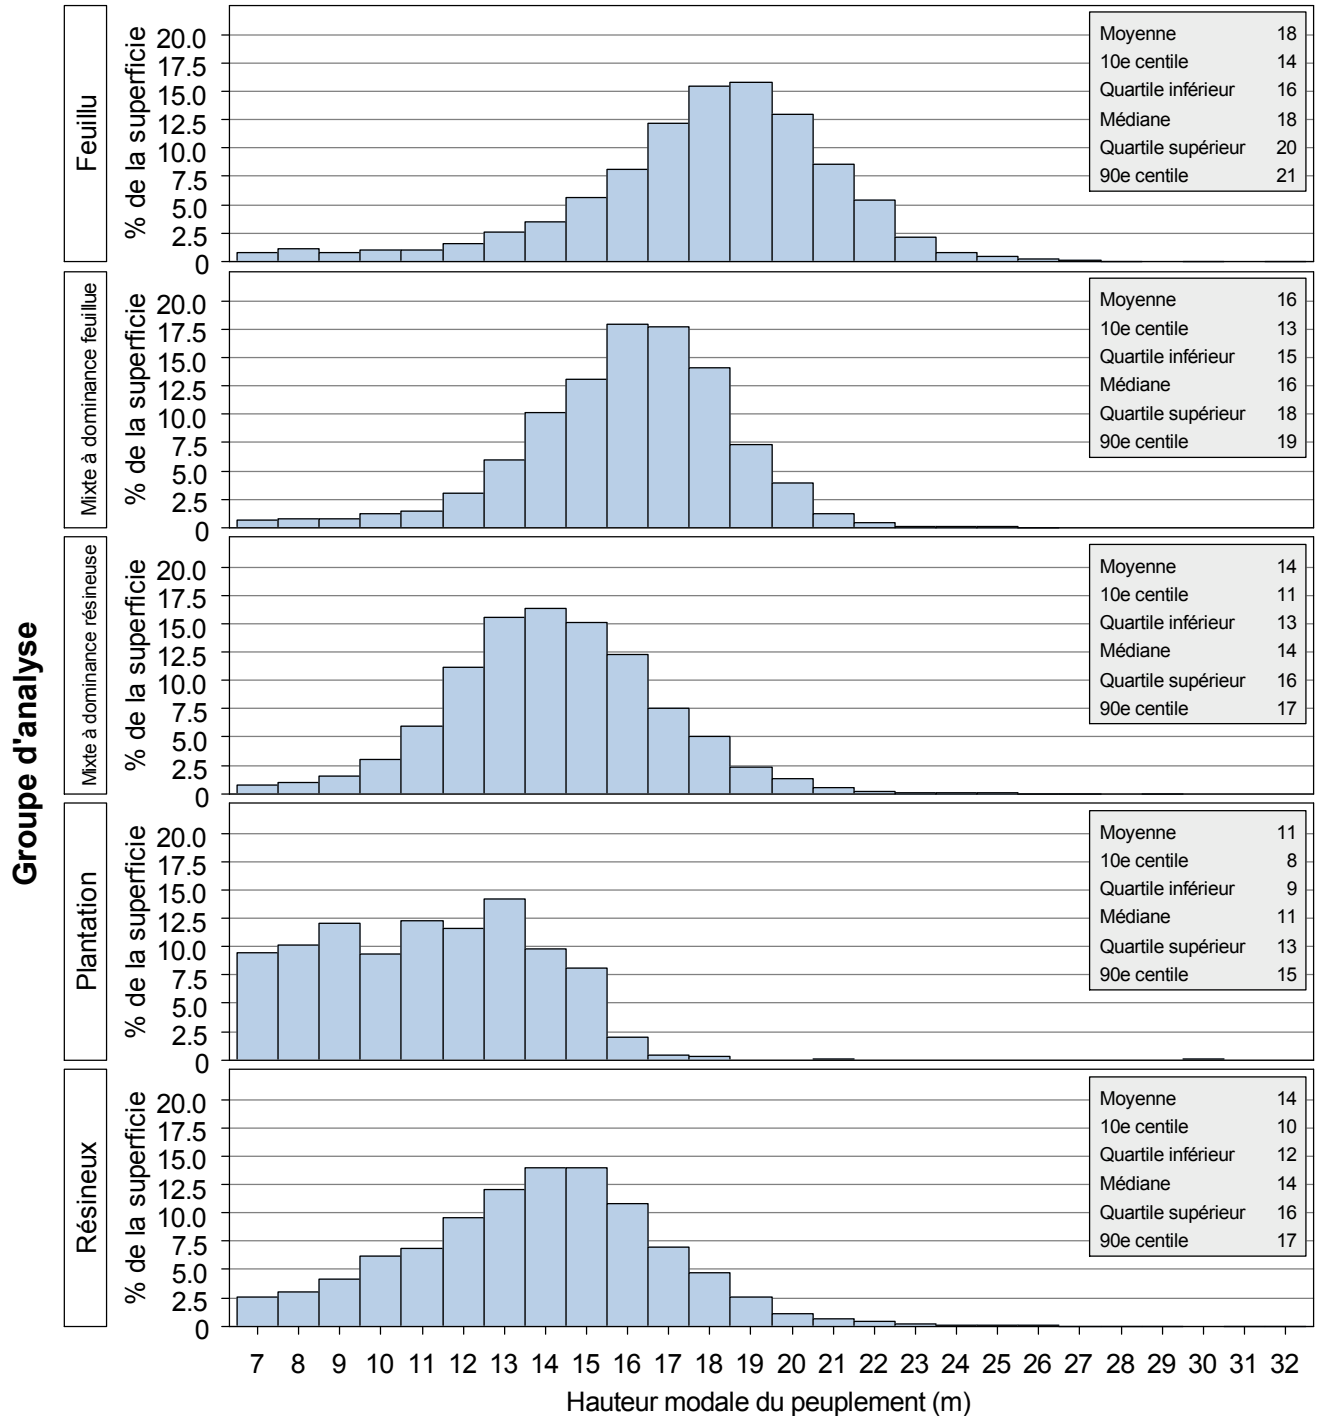 Groupe d'analyse
Feuillu
% de la superficie
20.0
17.5
15.0
12.5
10.0
7.5
5.0
2.5
0
Moyenne 18
10e centile 14
Quartile inférieur 16
Médiane 18
Quartile supérieur 20
90e centile 21
Mixte à dominance feuillue
% de la superficie
20.0
17.5
15.0
12.5
10.0
7.5
5.0
2.5
0
Moyenne 16
10e centile 13
Quartile inférieur 15
Médiane 16
Quartile supérieur 18
90e centile 19
Mixte à dominance résineuse
% de la superficie
20.0
17.5
15.0
12.5
10.0
7.5
5.0
2.5
0
Moyenne 14
10e centile 11
Quartile inférieur 13
Médiane 14
Quartile supérieur 16
90e centile 17
Plantation
% de la superficie
20.0
17.5
15.0
12.5
10.0
7.5
5.0
2.5
0
Moyenne 11
10e centile 8
Quartile inférieur 9
Médiane 11
Quartile supérieur 13
90e centile 15
Résineux
% de la superficie
20.0
17.5
15.0
12.5
10.0
7.5
5.0
2.5
0
Moyenne 14
10e centile 10
Quartile inférieur 12
Médiane 14
Quartile supérieur 16
90e centile 17
7 8 9 10 11 12 13 14 15 16 17 18 19 20 21 22 23 24 25 26 27 28 29 30 31 32
Hauteur modale du peuplement (m)